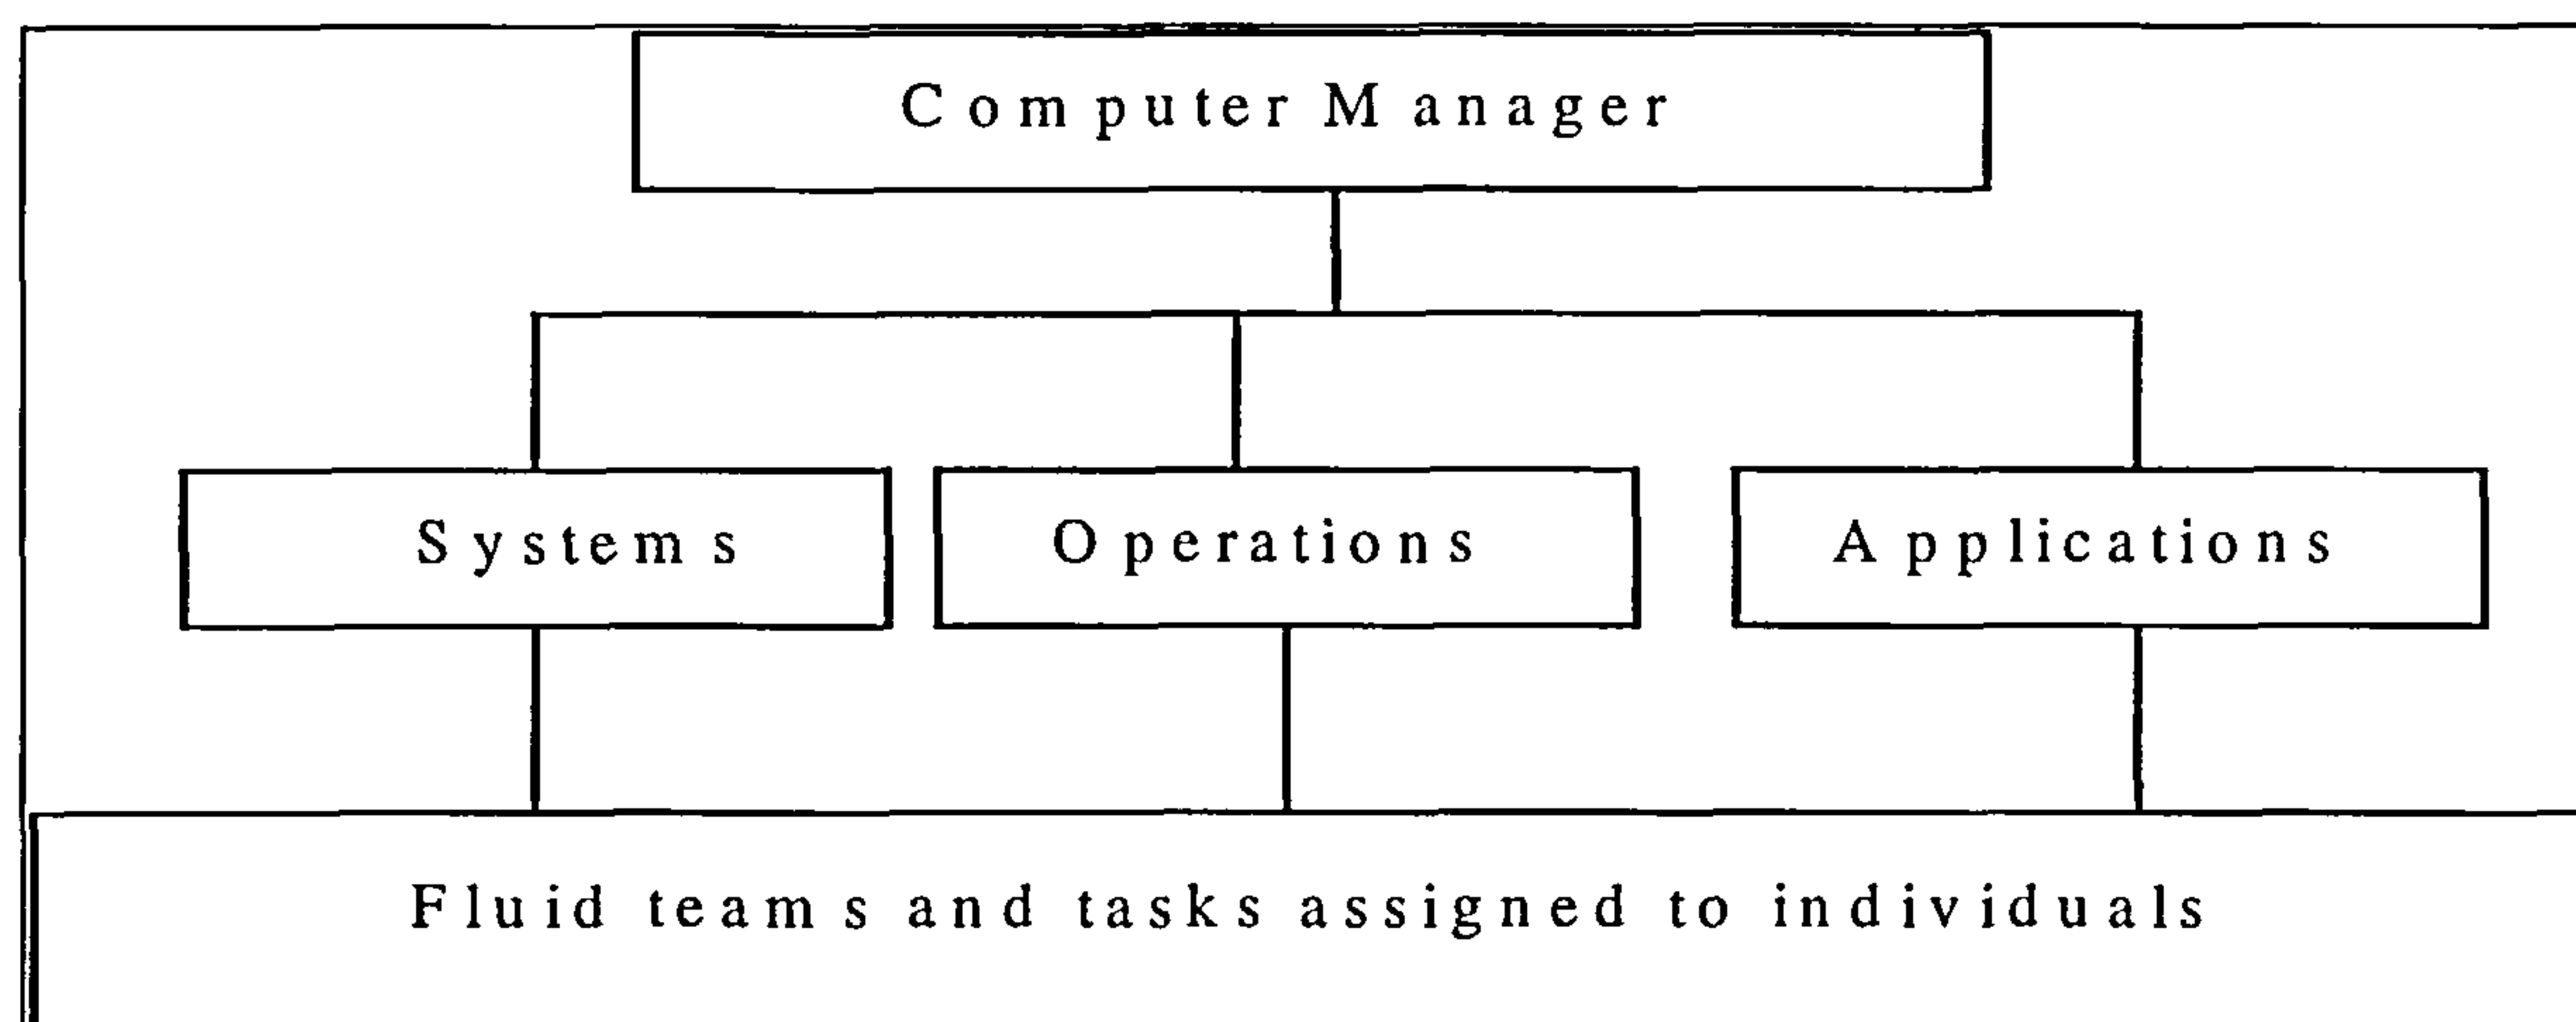 Computer Manager
Systems
Operations
Applications
Fluid teams and tasks assigned to individuals